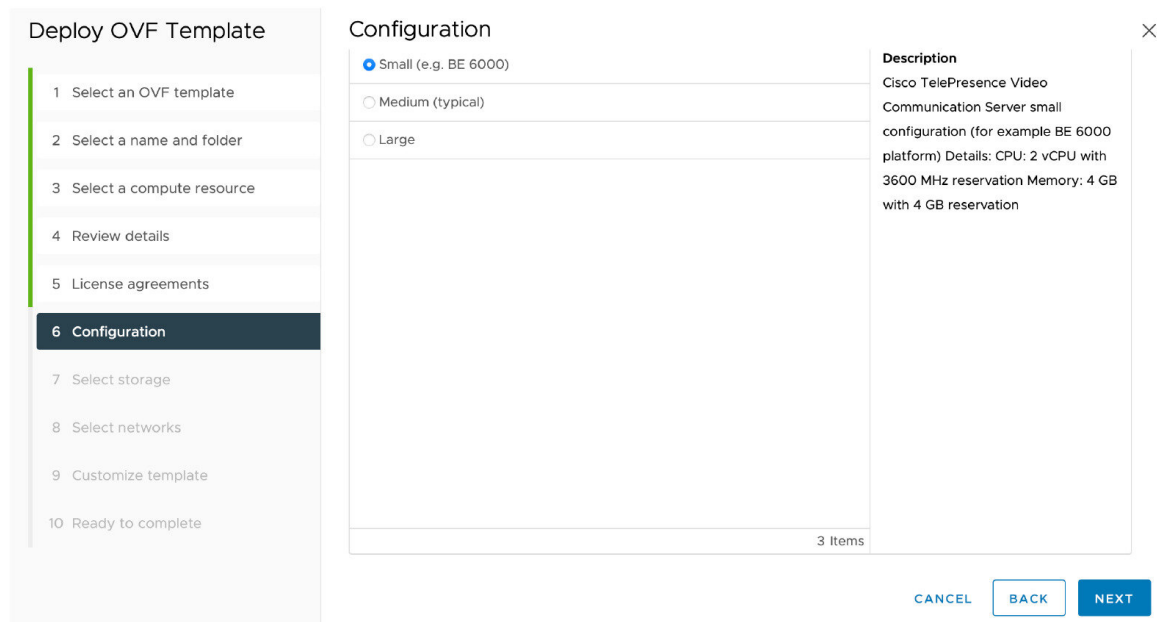 Deploy OVF Template
1 Select an OVF template
2 Select a name and folder
3 Select a compute resource
4 Review details
5 License agreements
6 Configuration
7 Select storage
8 Select networks
9 Customize template
10 Ready to complete
Configuration
Small (e.g. BE 6000)
Medium (typical)
Large
3 Items
Description
Cisco TelePresence Video
Communication Server small
configuration (for example BE 6000
platform) Details: CPU: 2 vCPU with
3600 MHz reservation Memory: 4 GB
with 4 GB reservation
CANCEL
BACK
NEXT